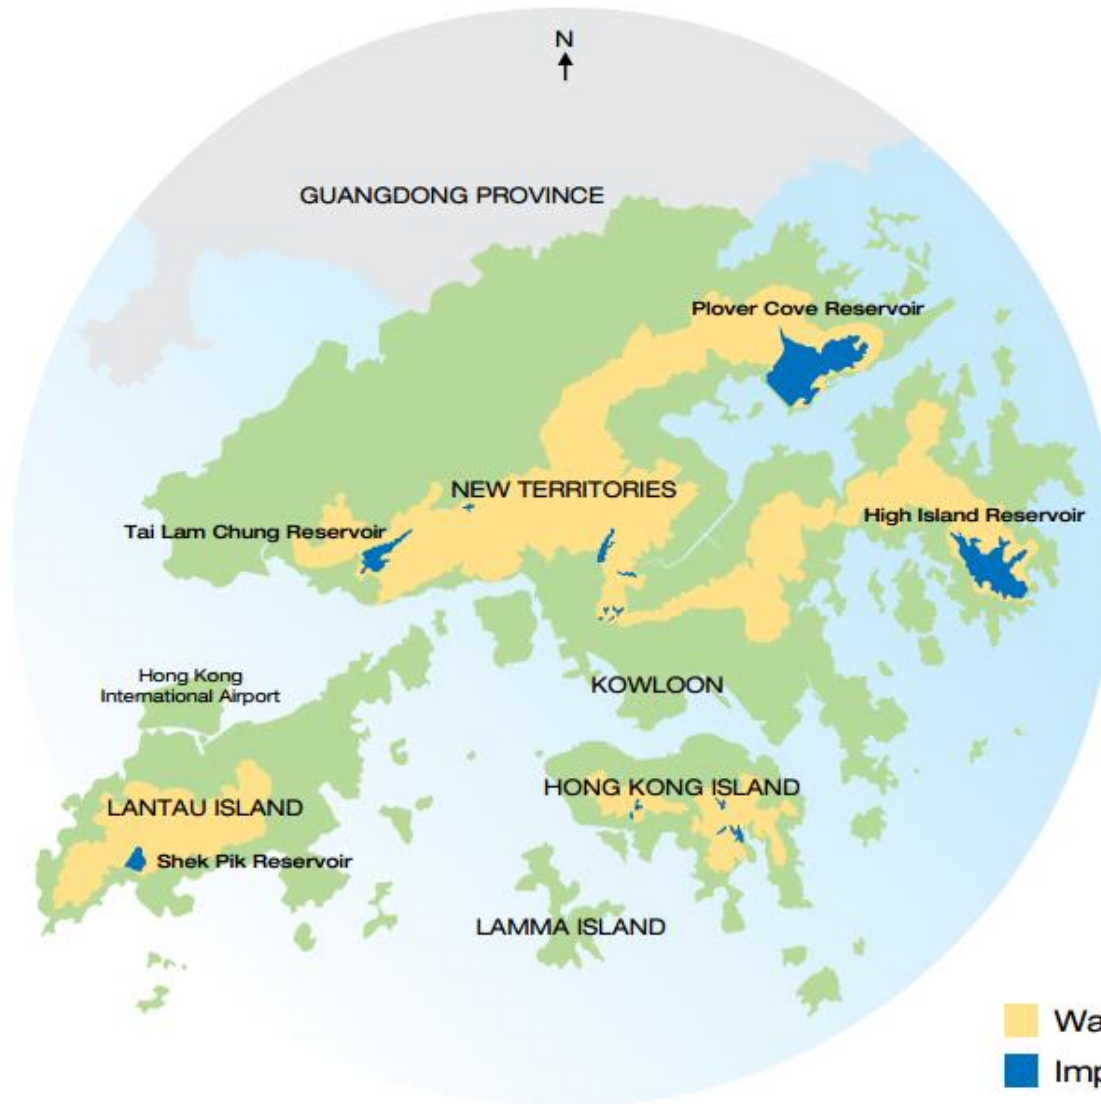 N
GUANGDONG PROVINCE
Plover Cove Reservoir
NEW TERRITORIES
High Island Reservoir
Tai Lam Chung Reservoir
Hong Kong
International Airport
KOWLOON
HONG KONG ISLAND
LANTAU ISLAND
Shek Pik Reservoir
LAMMA ISLAND
Wa
Imp